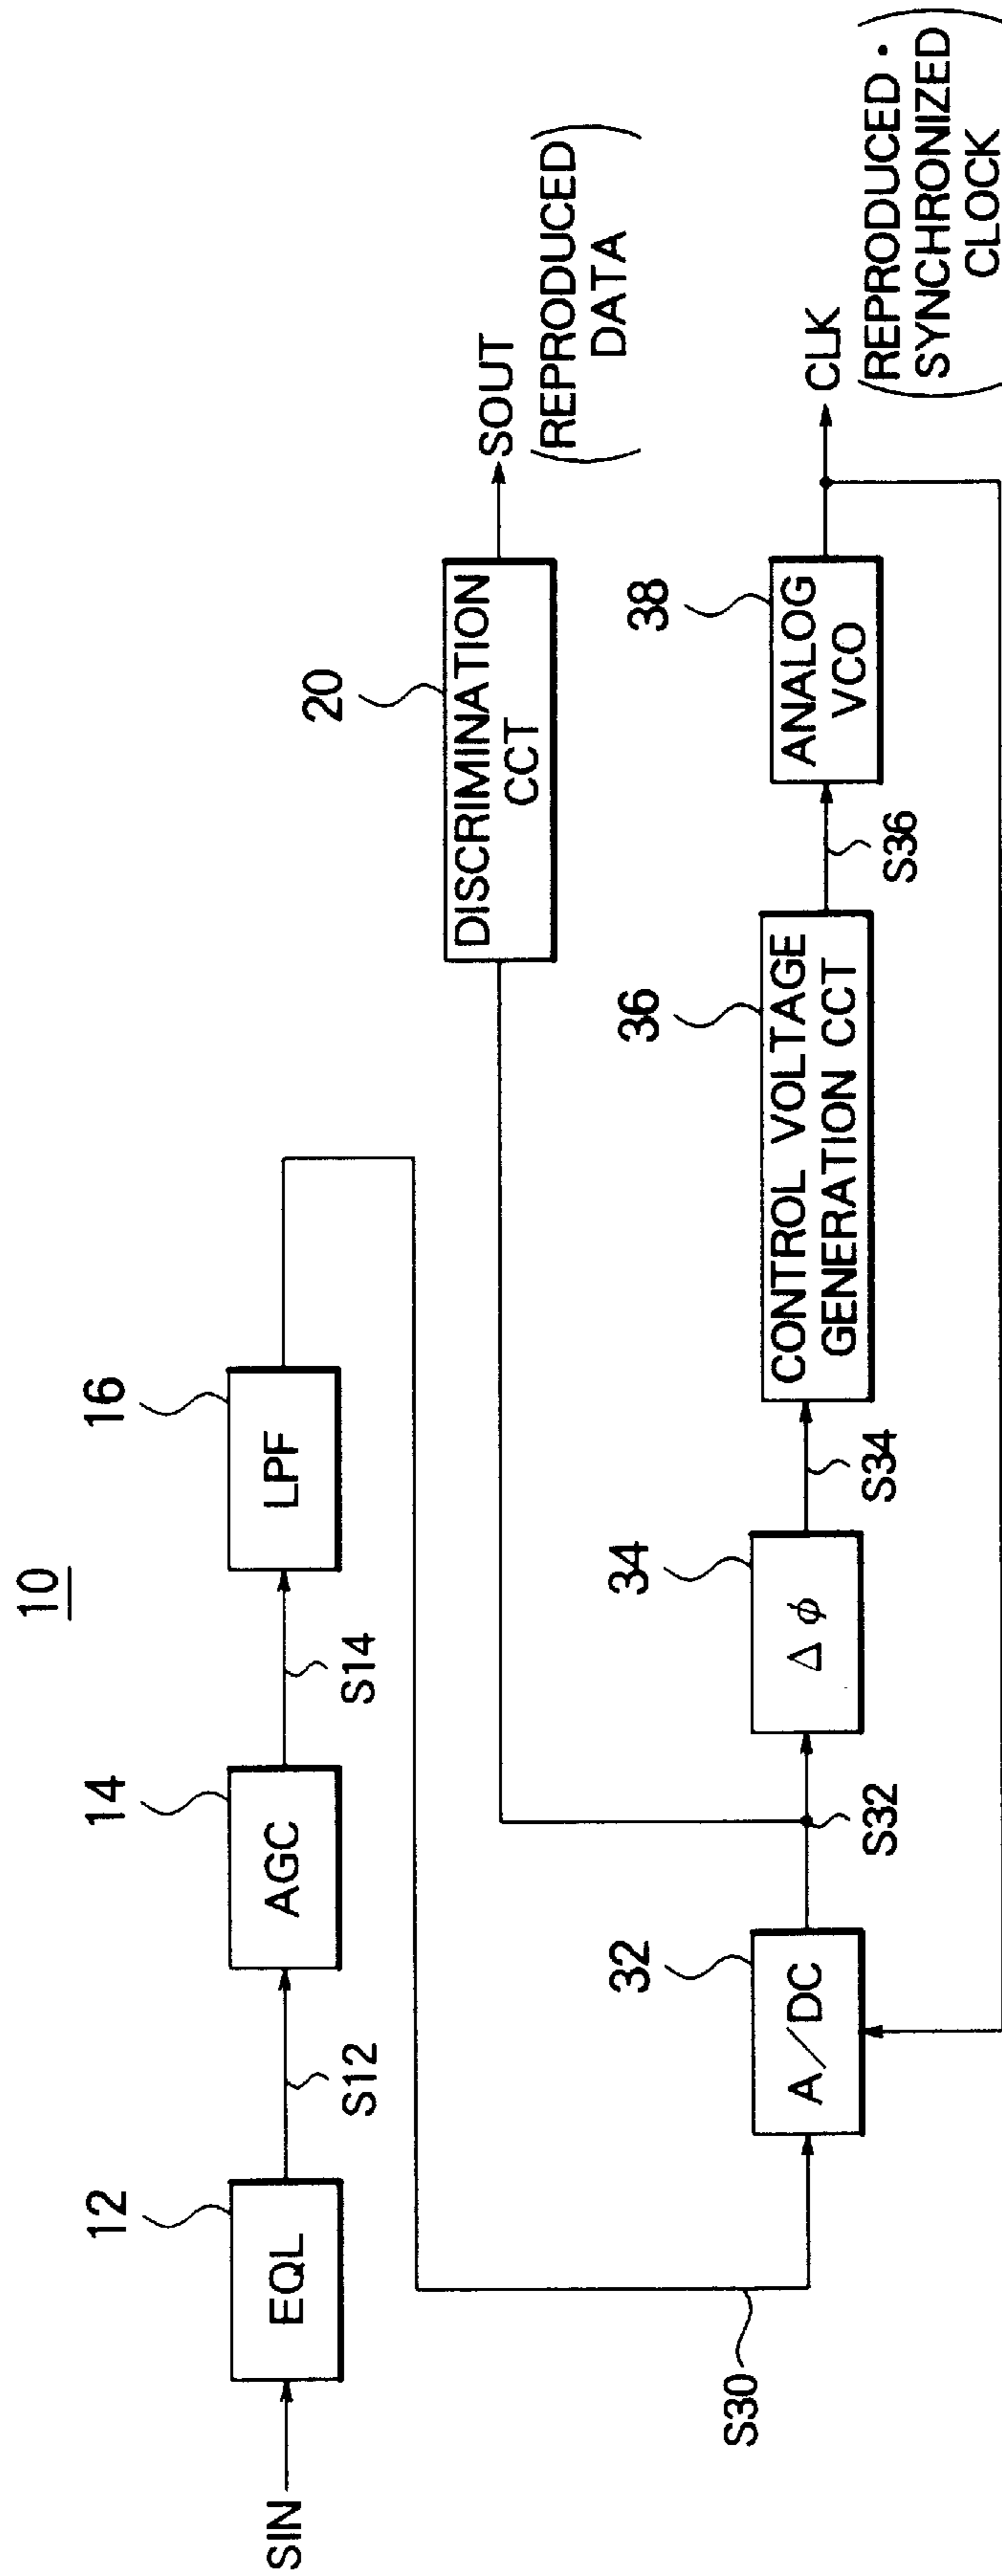 10
12
14
16
SIN
EQL
S12
AGC
S14
LPF
20
DISCRIMINATION
CCT
SOUT
(REPRODUCED
DATA)
S30
32
34
36
38
A/DC
S32
Δφ
S34
CONTROL VOLTAGE
GENERATION CCT
S36
ANALOG
VCO
CLK
(REPRODUCED・
SYNCHRONIZED
CLOCK)